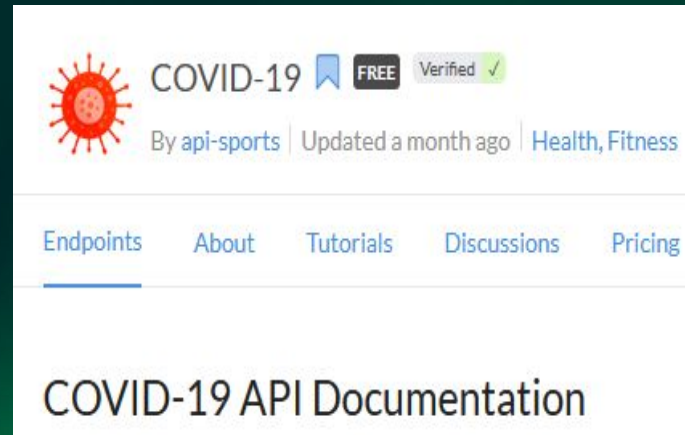 COVID-19 FREE Verified ✓
By api-sports Updated a month ago Health, Fitness
Endpoints About Tutorials Discussions Pricing
COVID-19 API Documentation